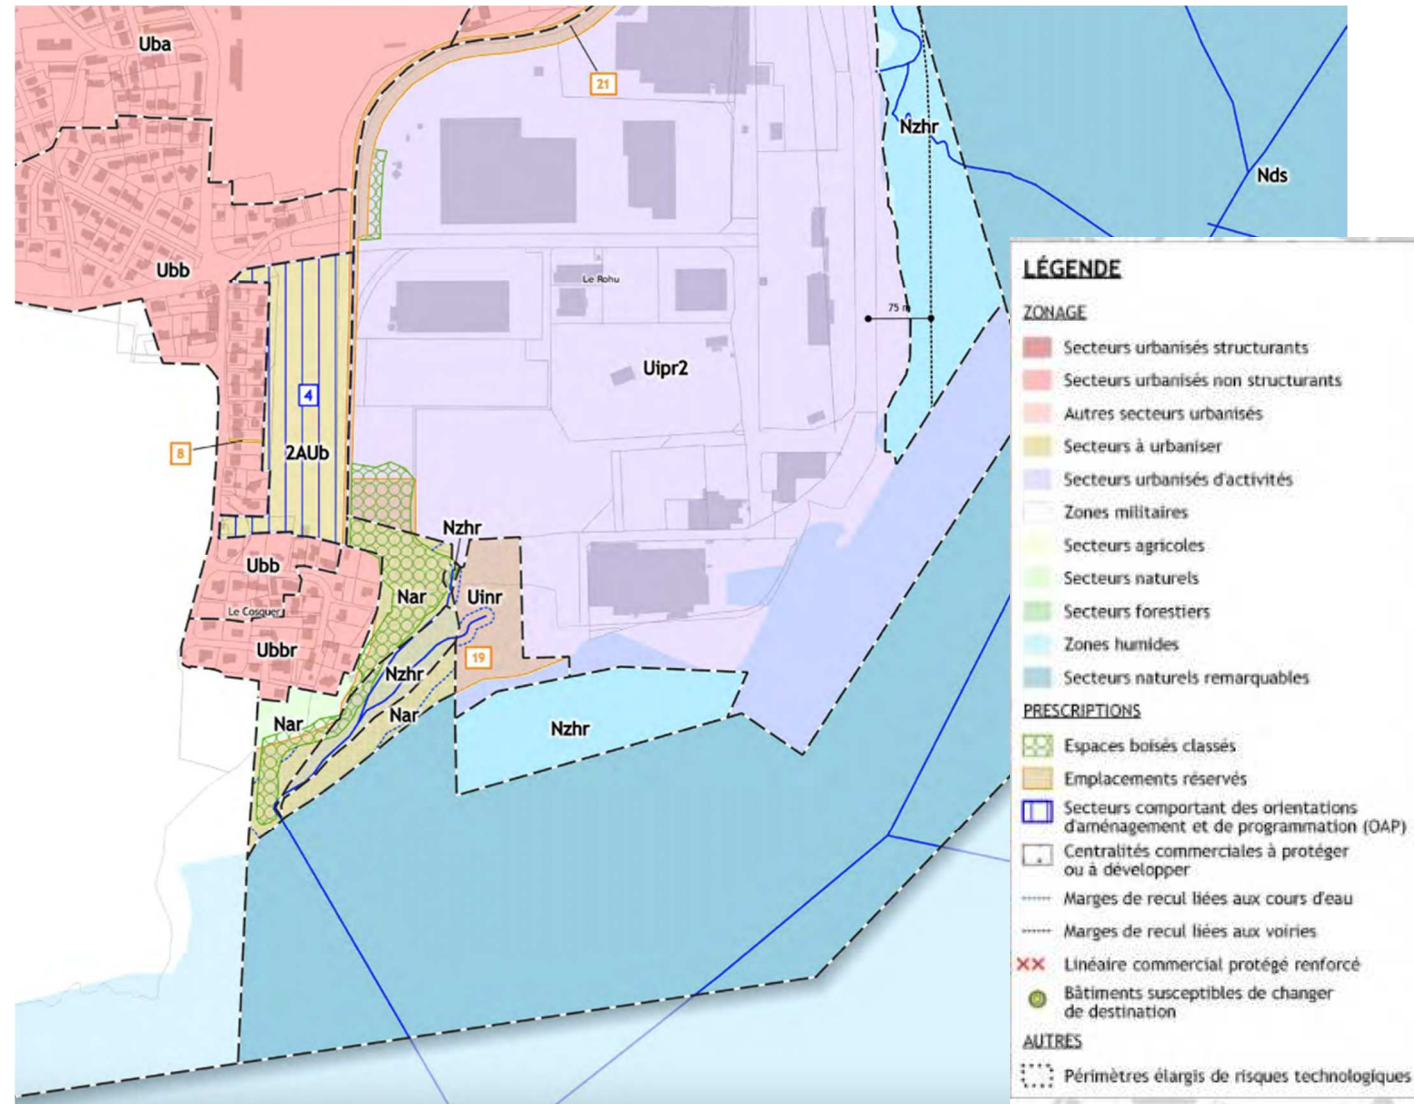 Uba
21
Nzhr
Nds
Ubb
Le Rohu
75 m
Uipr2
4
8
2AUb
Nzhr
Ubb
Nar
Uinr
Le Cosquer
Ubbr
19
Nzhr
Nar
Nar
Nzhr
LÉGENDE
ZONAGE
Secteurs urbanisés structurants
Secteurs urbanisés non structurants
Autres secteurs urbanisés
Secteurs à urbaniser
Secteurs urbanisés d'activités
Zones militaires
Secteurs agricoles
Secteurs naturels
Secteurs forestiers
Zones humides
Secteurs naturels remarquables
PRESCRIPTIONS
Espaces boisés classés
Emplacements réservés
Secteurs comportant des orientations
d'aménagement et de programmation (OAP)
Centralités commerciales à protéger
ou à développer
Marges de recul liées aux cours d'eau
Marges de recul liées aux voiries
Linéaire commercial protégé renforcé
Bâtiments susceptibles de changer
de destination
AUTRES
Périmètres élargis de risques technologiques